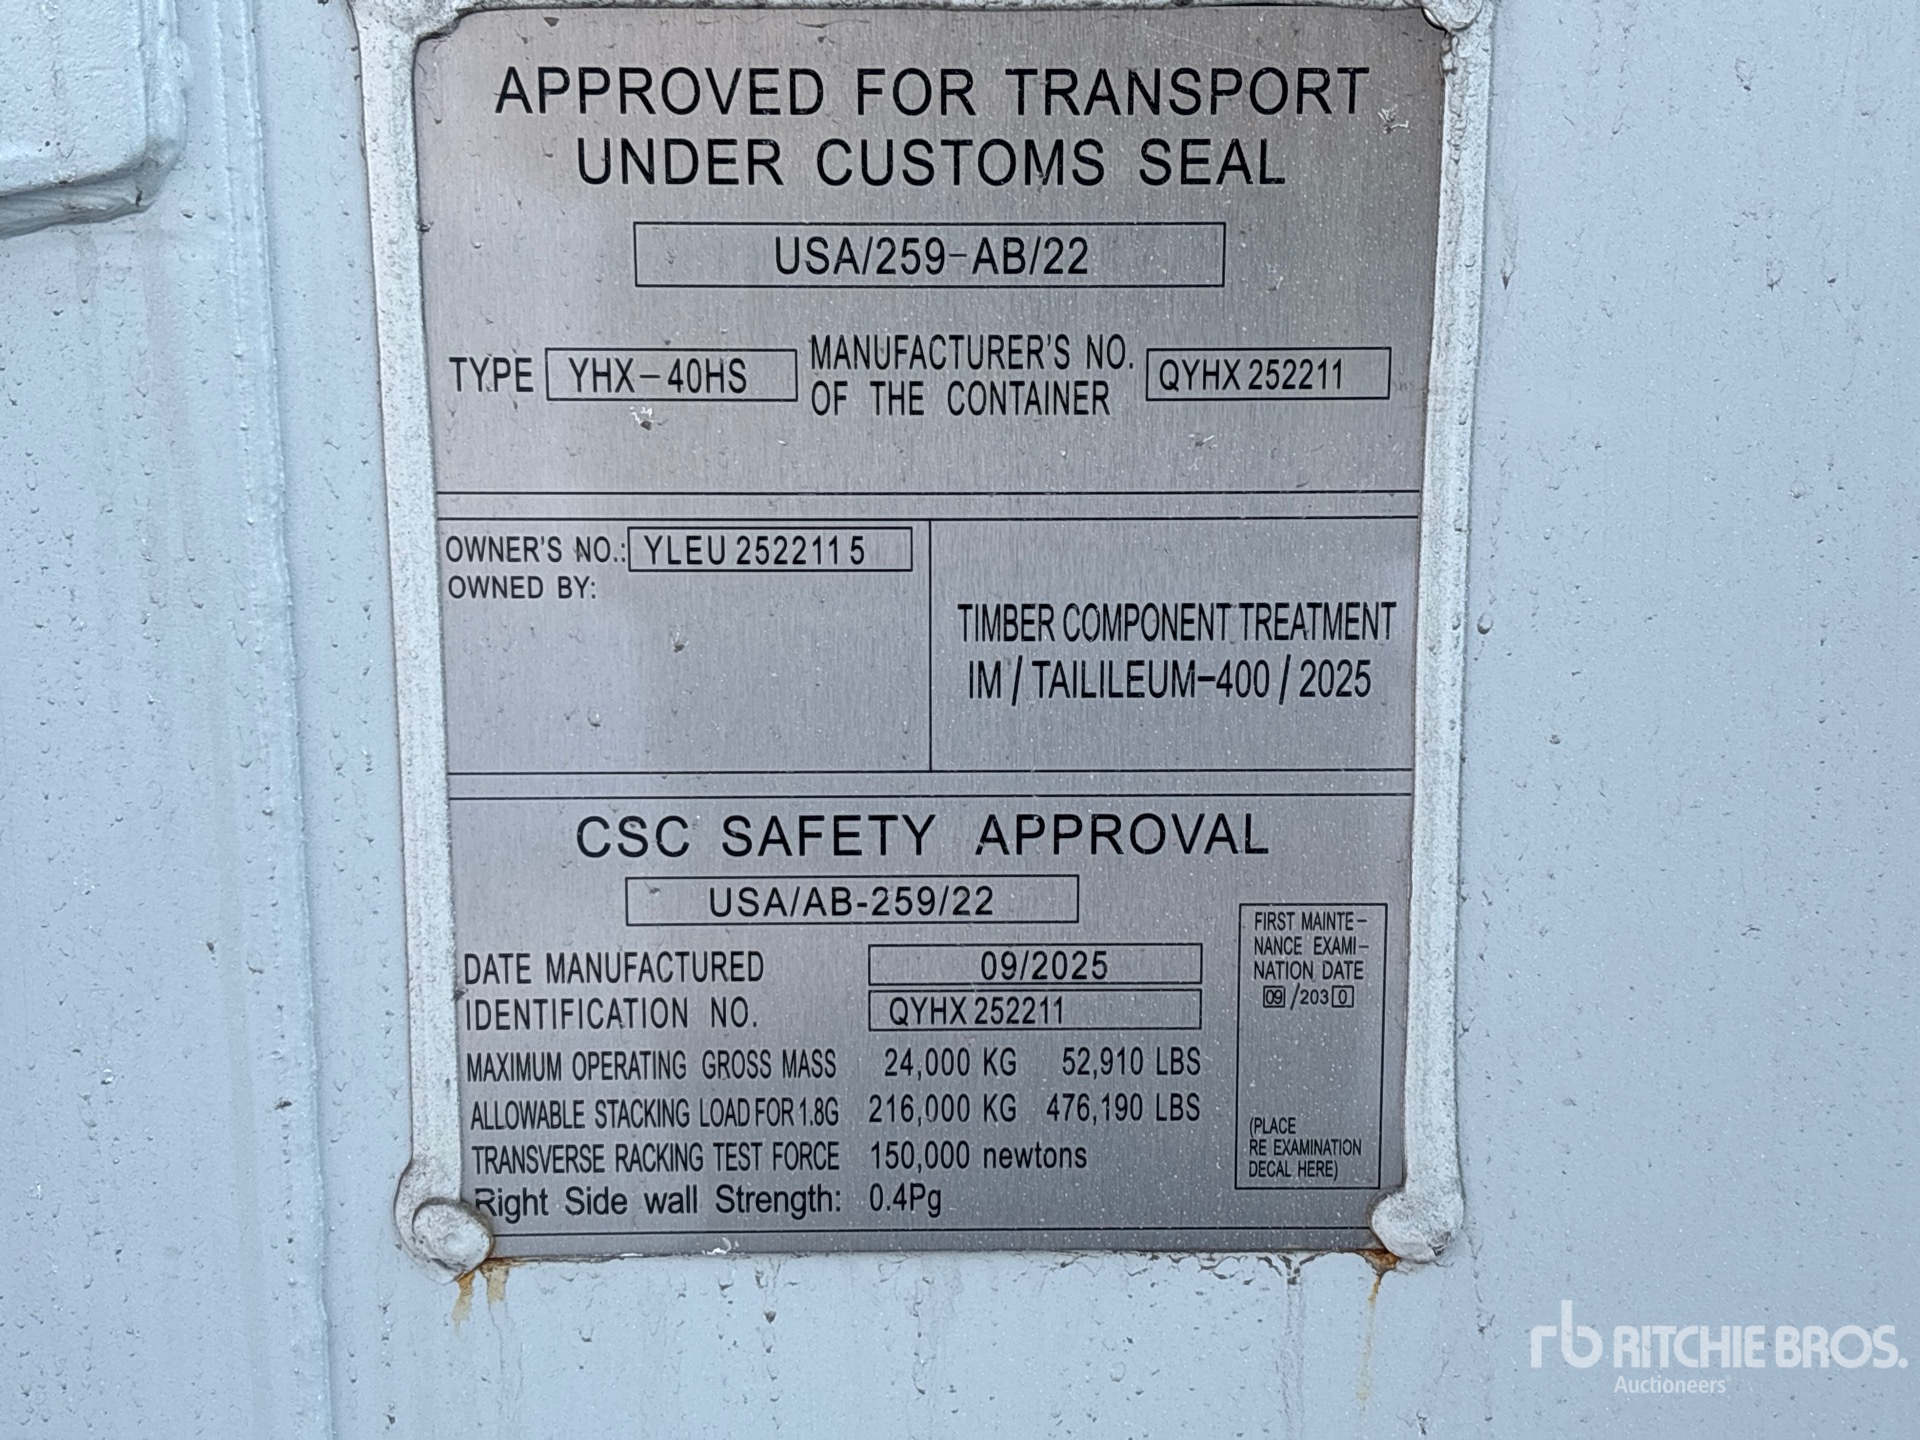 APPROVED FOR TRANSPORT
UNDER CUSTOMS SEAL
USA/259-AB/22
TYPE YHX-40HS MANUFACTURER'S NO. OF THE CONTAINER QYHX 252211
OWNER'S NO.: YLEU 252211 5
OWNED BY:
TIMBER COMPONENT TREATMENT
IM / TAILILEUM-400 / 2025
CSC SAFETY APPROVAL
USA/AB-259/22
DATE MANUFACTURED 09/2025
IDENTIFICATION NO. QYHX 252211
MAXIMUM OPERATING GROSS MASS 24,000 KG 52,910 LBS
ALLOWABLE STACKING LOAD FOR 1.8G 216,000 KG 476,190 LBS
TRANSVERSE RACKING TEST FORCE 150,000 newtons
Right Side wall Strength: 0.4Pg
FIRST MAINTE-
NANCE EXAMI-
NATION DATE
09/2030
(PLACE
RE EXAMINATION
DECAL HERE)
rb RITCHIE BROS.
Auctioneers